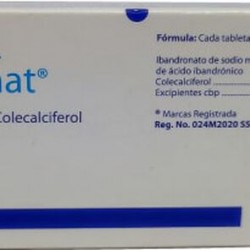 nat®
Colecalciferol
Fórmula: Cada tableta
Ibandronato de sodio m
de ácido ibandrónico
Colecalciferol
Excipientes cbp
® Marcas Registrada
Reg. No. 024M2020 SS